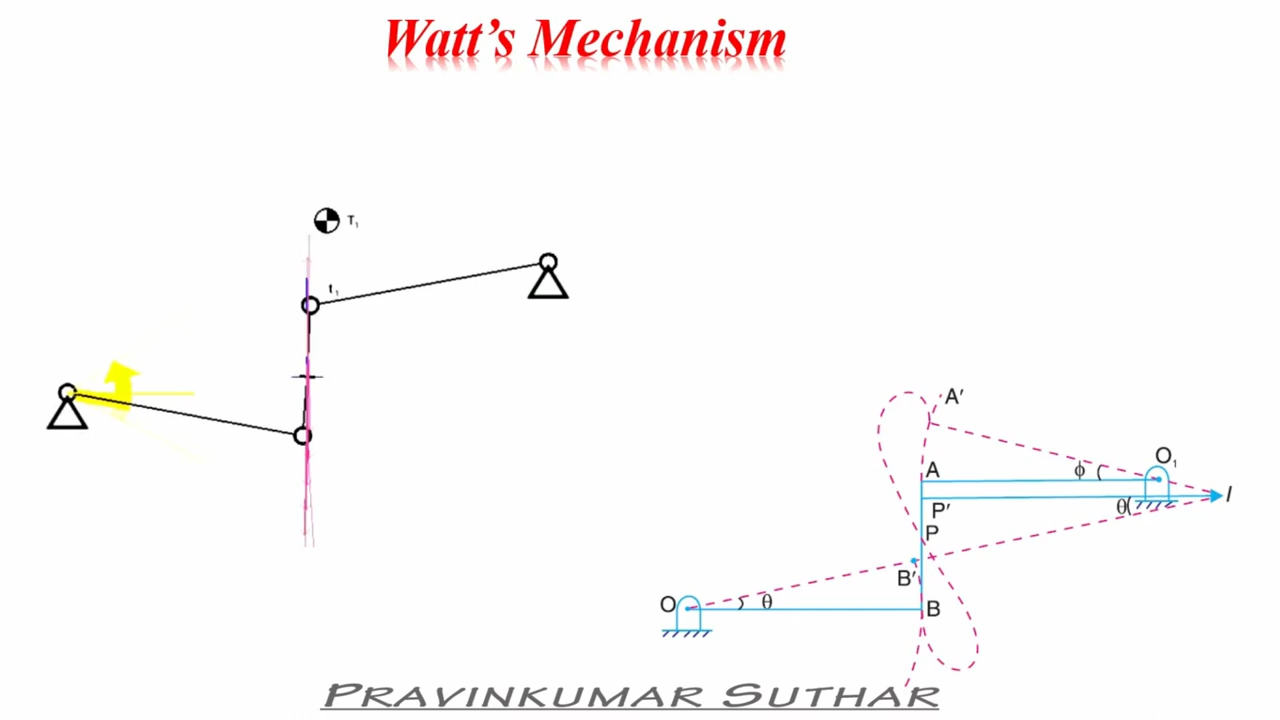 Watt's Mechanism
T₁
t₁
A'
O₁
A
ϕ
I
P'
θ
P
B'
O
θ
B
PRAVINKUMAR SUTHAR